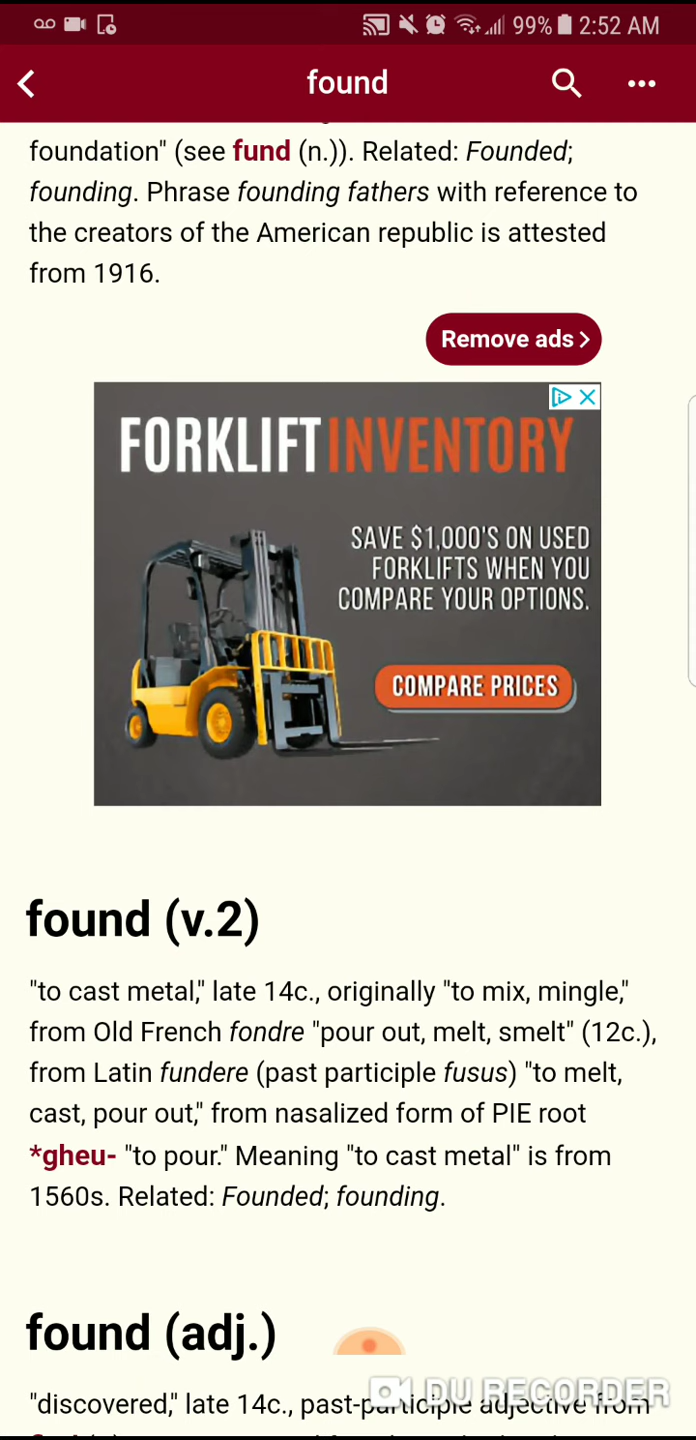 99% 2:52 AM
found
foundation" (see fund (n.)). Related: Founded;
founding. Phrase founding fathers with reference to
the creators of the American republic is attested
from 1916.
Remove ads >
FORKLIFT INVENTORY
SAVE $1,000'S ON USED
FORKLIFTS WHEN YOU
COMPARE YOUR OPTIONS.
COMPARE PRICES
found (v.2)
"to cast metal," late 14c., originally "to mix, mingle,"
from Old French fondre "pour out, melt, smelt" (12c.),
from Latin fundere (past participle fusus) "to melt,
cast, pour out," from nasalized form of PIE root
*gheu- "to pour." Meaning "to cast metal" is from
1560s. Related: Founded; founding.
found (adj.)
"discovered," late 14c., past-participle adjective from
DU RECORDER